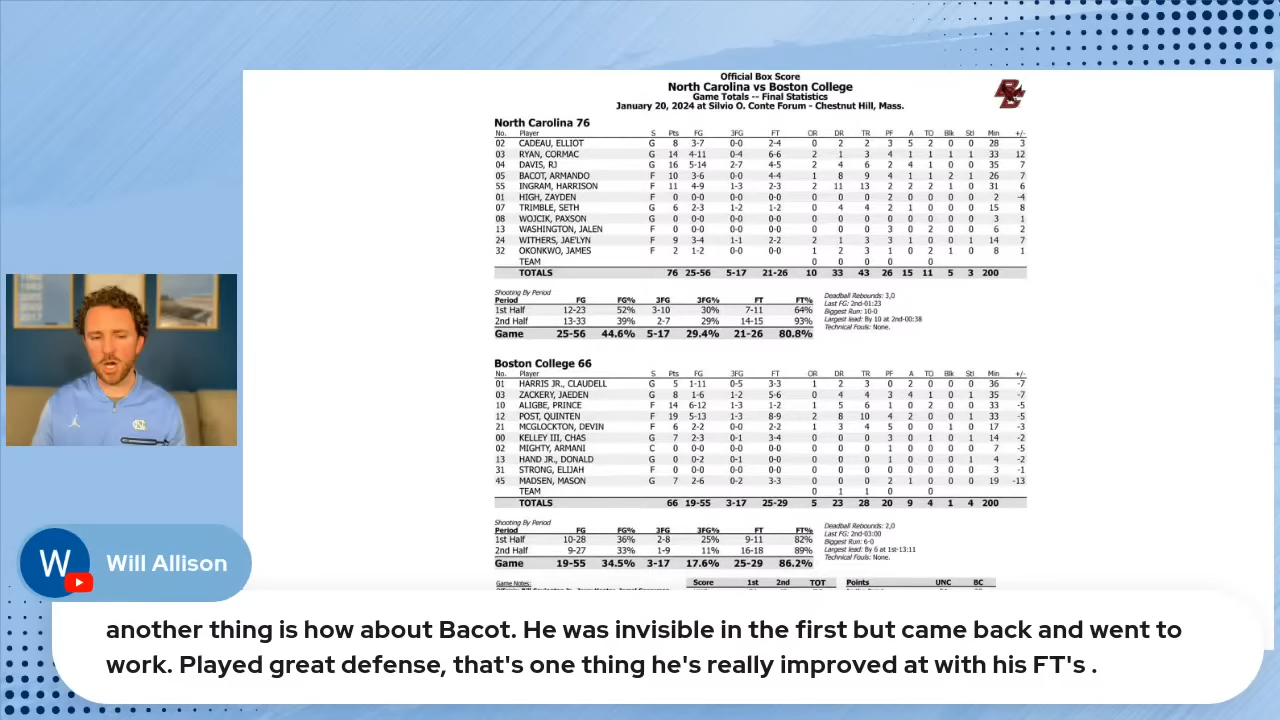 Official Box Score
North Carolina vs Boston College
Game Totals -- Final Statistics
January 20, 2024 at Silvio O. Conte Forum - Chestnut Hill, Mass.
North Carolina 76
No. Player S Pts FG 3FG FT OR DR TR PF A TO Blk Stl Min +/-
02 CADEAU, ELLIOT G 8 3-7 0-0 2-4 0 2 2 3 5 2 0 0 28 3
03 RYAN, CORMAC G 14 4-11 0-4 6-6 2 1 3 4 1 1 1 1 33 12
04 DAVIS, RJ G 16 5-14 2-7 4-5 2 4 6 2 4 1 0 0 35 7
05 BACOT, ARMANDO F 10 3-6 0-0 4-4 1 8 9 4 1 1 2 1 26 7
55 INGRAM, HARRISON F 11 4-9 1-3 2-3 2 11 13 2 2 2 1 0 31 6
01 HIGH, ZAYDEN F 0 0-0 0-0 0-0 0 0 0 2 0 0 0 0 2 -4
07 TRIMBLE, SETH G 6 2-3 1-2 1-2 0 4 4 2 1 0 0 0 15 8
08 WOJCIK, PAXSON G 0 0-0 0-0 0-0 0 0 0 0 0 0 0 0 3 1
13 WASHINGTON, JALEN F 0 0-0 0-0 0-0 0 0 0 3 0 2 0 0 6 2
24 WITHERS, JAE'LYN F 9 3-4 1-1 2-2 2 1 3 3 1 0 0 1 14 7
32 OKONKWO, JAMES F 2 1-2 0-0 0-0 1 2 3 1 0 2 1 0 8 1
TEAM 0 0 0 0 0
TOTALS 76 25-56 5-17 21-26 10 33 43 26 15 11 5 3 200
Shooting By Period
Period FG FG% 3FG 3FG% FT FT%
1st Half 12-23 52% 3-10 30% 7-11 64%
2nd Half 13-33 39% 2-7 29% 14-15 93%
Game 25-56 44.6% 5-17 29.4% 21-26 80.8%
Deadball Rebounds: 3,0
Last FG: 2nd-01:23
Biggest Run: 10-0
Largest lead: By 10 at 2nd-00:38
Technical Fouls: None.
Boston College 66
No. Player S Pts FG 3FG FT OR DR TR PF A TO Blk Stl Min +/-
01 HARRIS JR., CLAUDELL G 5 1-11 0-5 3-3 1 2 3 0 2 0 0 0 36 -7
03 ZACKERY, JAEDEN G 8 1-6 1-2 5-6 0 4 4 3 4 1 0 1 35 -7
10 ALIGBE, PRINCE F 14 6-12 1-3 1-2 1 5 6 1 0 2 0 0 33 -5
12 POST, QUINTEN F 19 5-13 1-3 8-9 2 8 10 4 2 0 0 1 33 -5
21 MCGLOCKTON, DEVIN F 6 2-2 0-0 2-2 1 3 4 5 0 0 1 0 17 -3
00 KELLEY III, CHAS G 7 2-3 0-1 3-4 0 0 0 3 0 1 0 1 14 -2
02 MIGHTY, ARMANI C 0 0-0 0-0 0-0 0 0 0 1 0 0 0 0 7 -5
13 HAND JR., DONALD G 0 0-2 0-1 0-0 0 0 0 1 0 0 0 1 4 -2
31 STRONG, ELIJAH F 0 0-0 0-0 0-0 0 0 0 0 0 0 0 0 3 -1
45 MADSEN, MASON G 7 2-6 0-2 3-3 0 0 0 2 1 0 0 0 19 -13
TEAM 0 1 1 0 0
TOTALS 66 19-55 3-17 25-29 5 23 28 20 9 4 1 4 200
Shooting By Period
Period FG FG% 3FG 3FG% FT FT%
1st Half 10-28 36% 2-8 25% 9-11 82%
2nd Half 9-27 33% 1-9 11% 16-18 89%
Game 19-55 34.5% 3-17 17.6% 25-29 86.2%
Deadball Rebounds: 2,0
Last FG: 2nd-03:00
Biggest Run: 6-0
Largest lead: By 6 at 1st-13:11
Technical Fouls: None.
Game Notes:
Score 1st 2nd TOT
Points UNC BC
W Will Allison
another thing is how about Bacot. He was invisible in the first but came back and went to
work. Played great defense, that's one thing he's really improved at with his FT's .